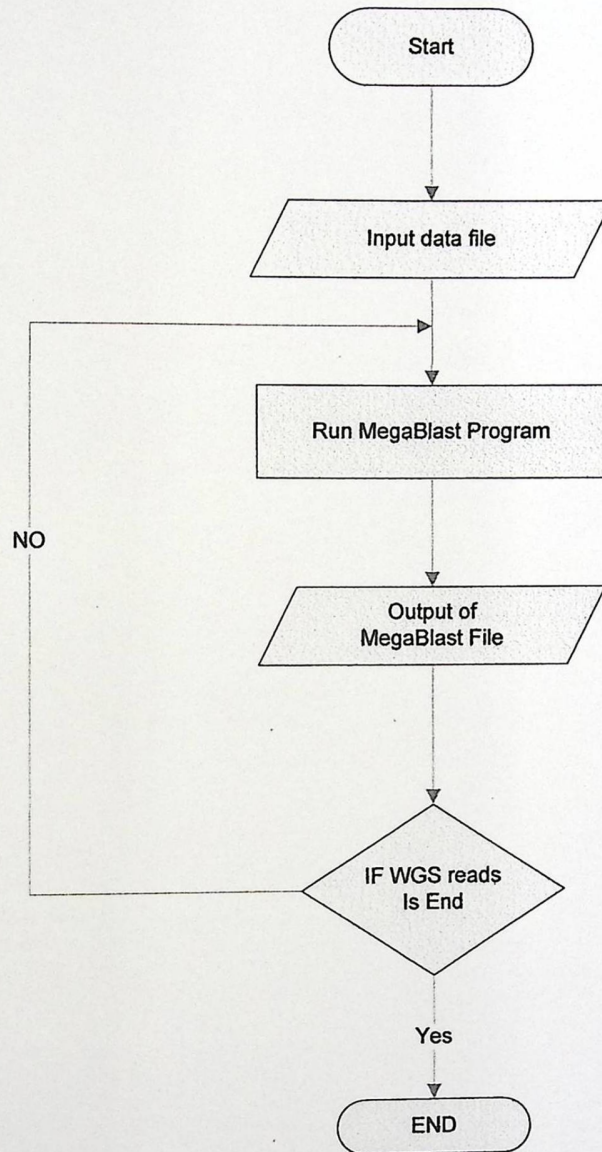 Start
Input data file
Run MegaBlast Program
NO
Output of
MegaBlast File
IF WGS reads
Is End
Yes
END